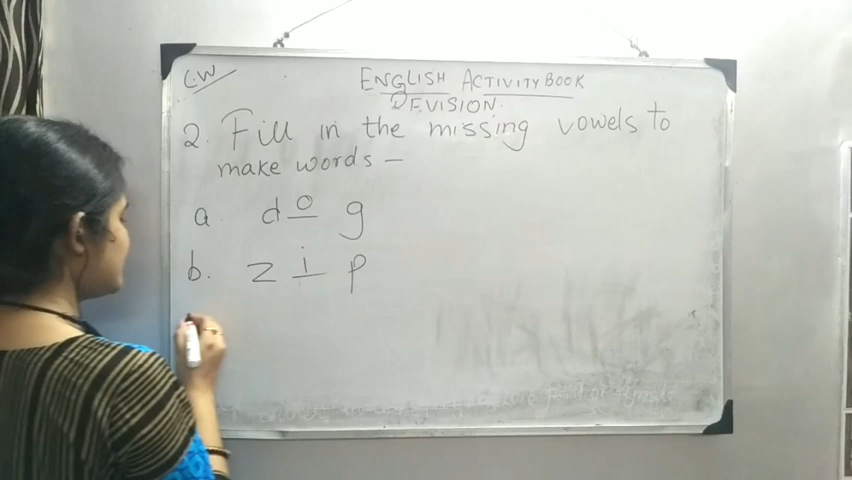 C.W
ENGLISH ACTIVITY BOOK
REVISION.
2. Fill in the missing vowels to
make words –
a d o g
b. z i p